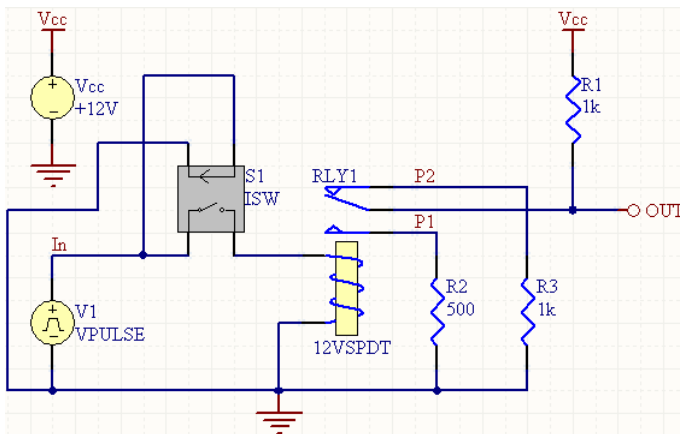 Vcc
Vcc
Vcc
+12V
R1
1k
S1
ISW
RLY1
P2
OUT
P1
In
V1
VPULSE
R2
500
R3
1k
12VSPDT